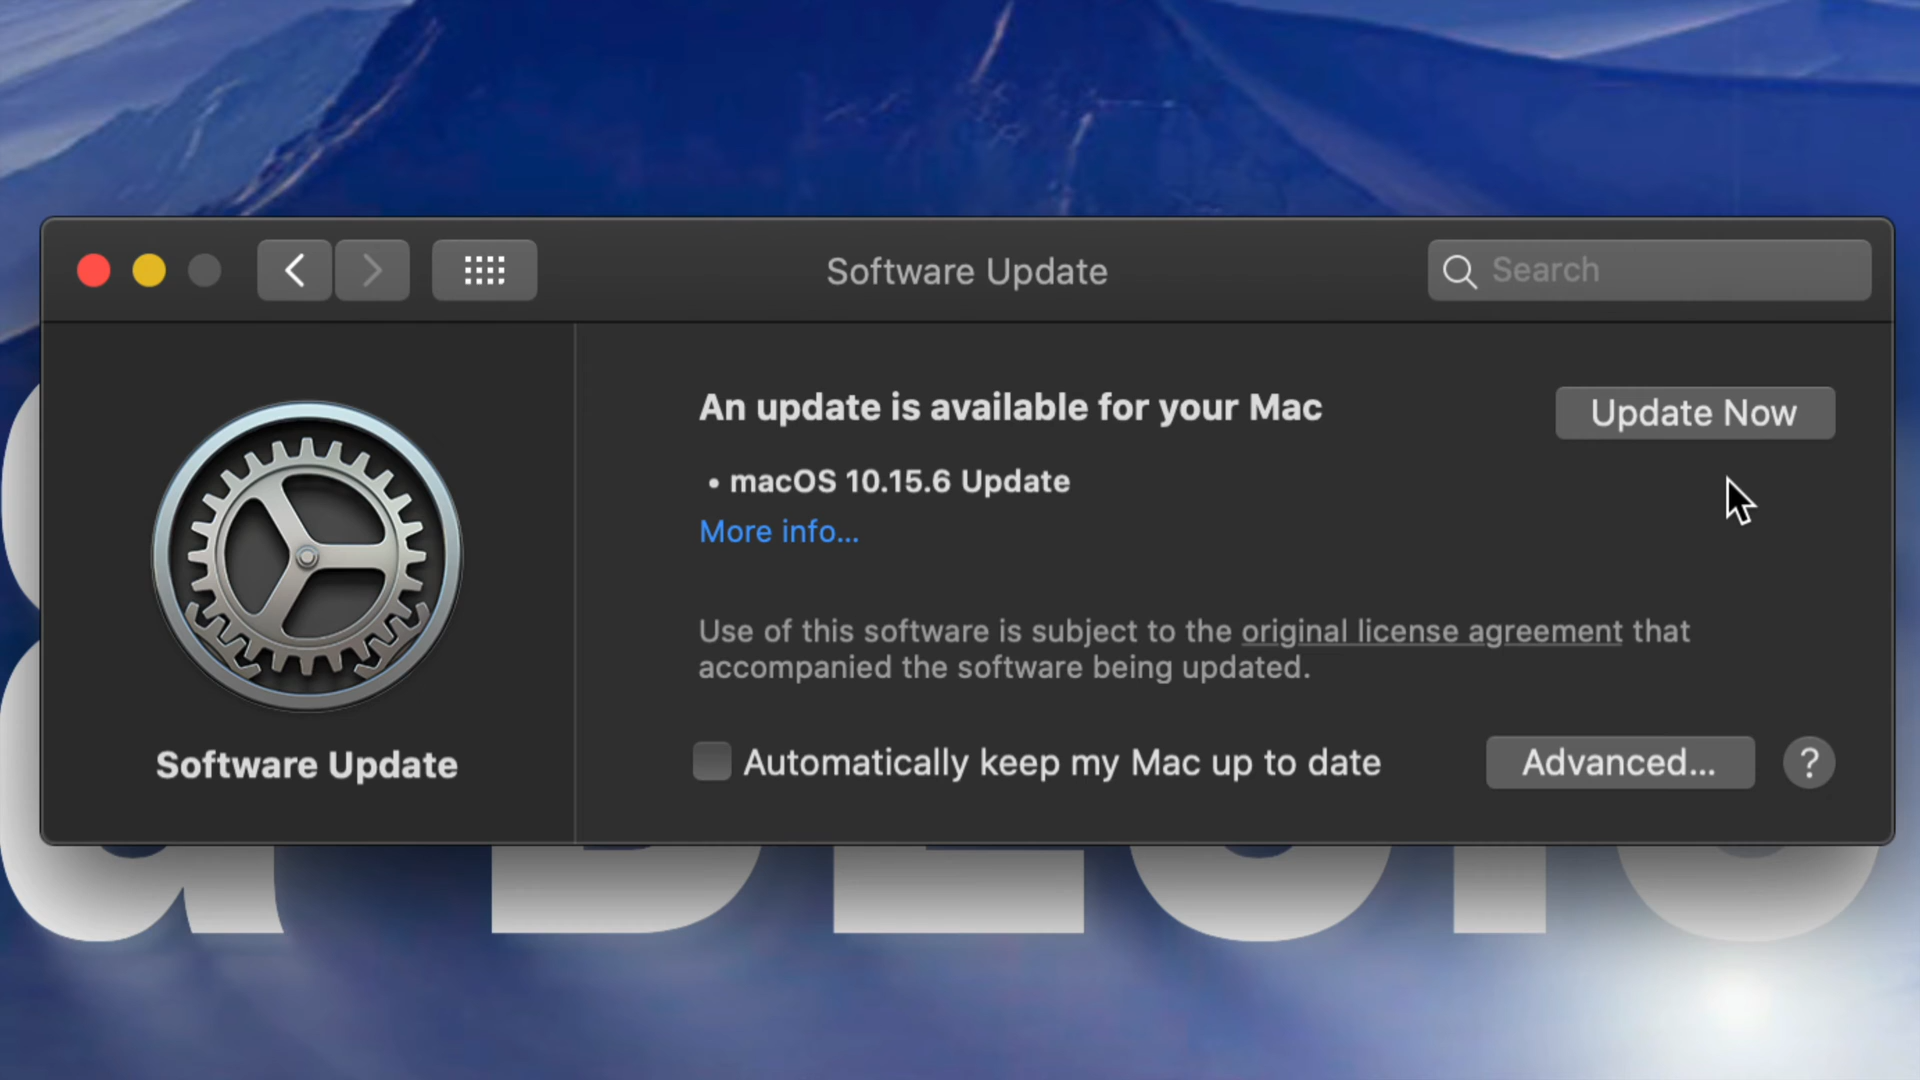 Software Update
Search
An update is available for your Mac
Update Now
• macOS 10.15.6 Update
More info...
Use of this software is subject to the original license agreement that
accompanied the software being updated.
Software Update
Automatically keep my Mac up to date
Advanced...
?